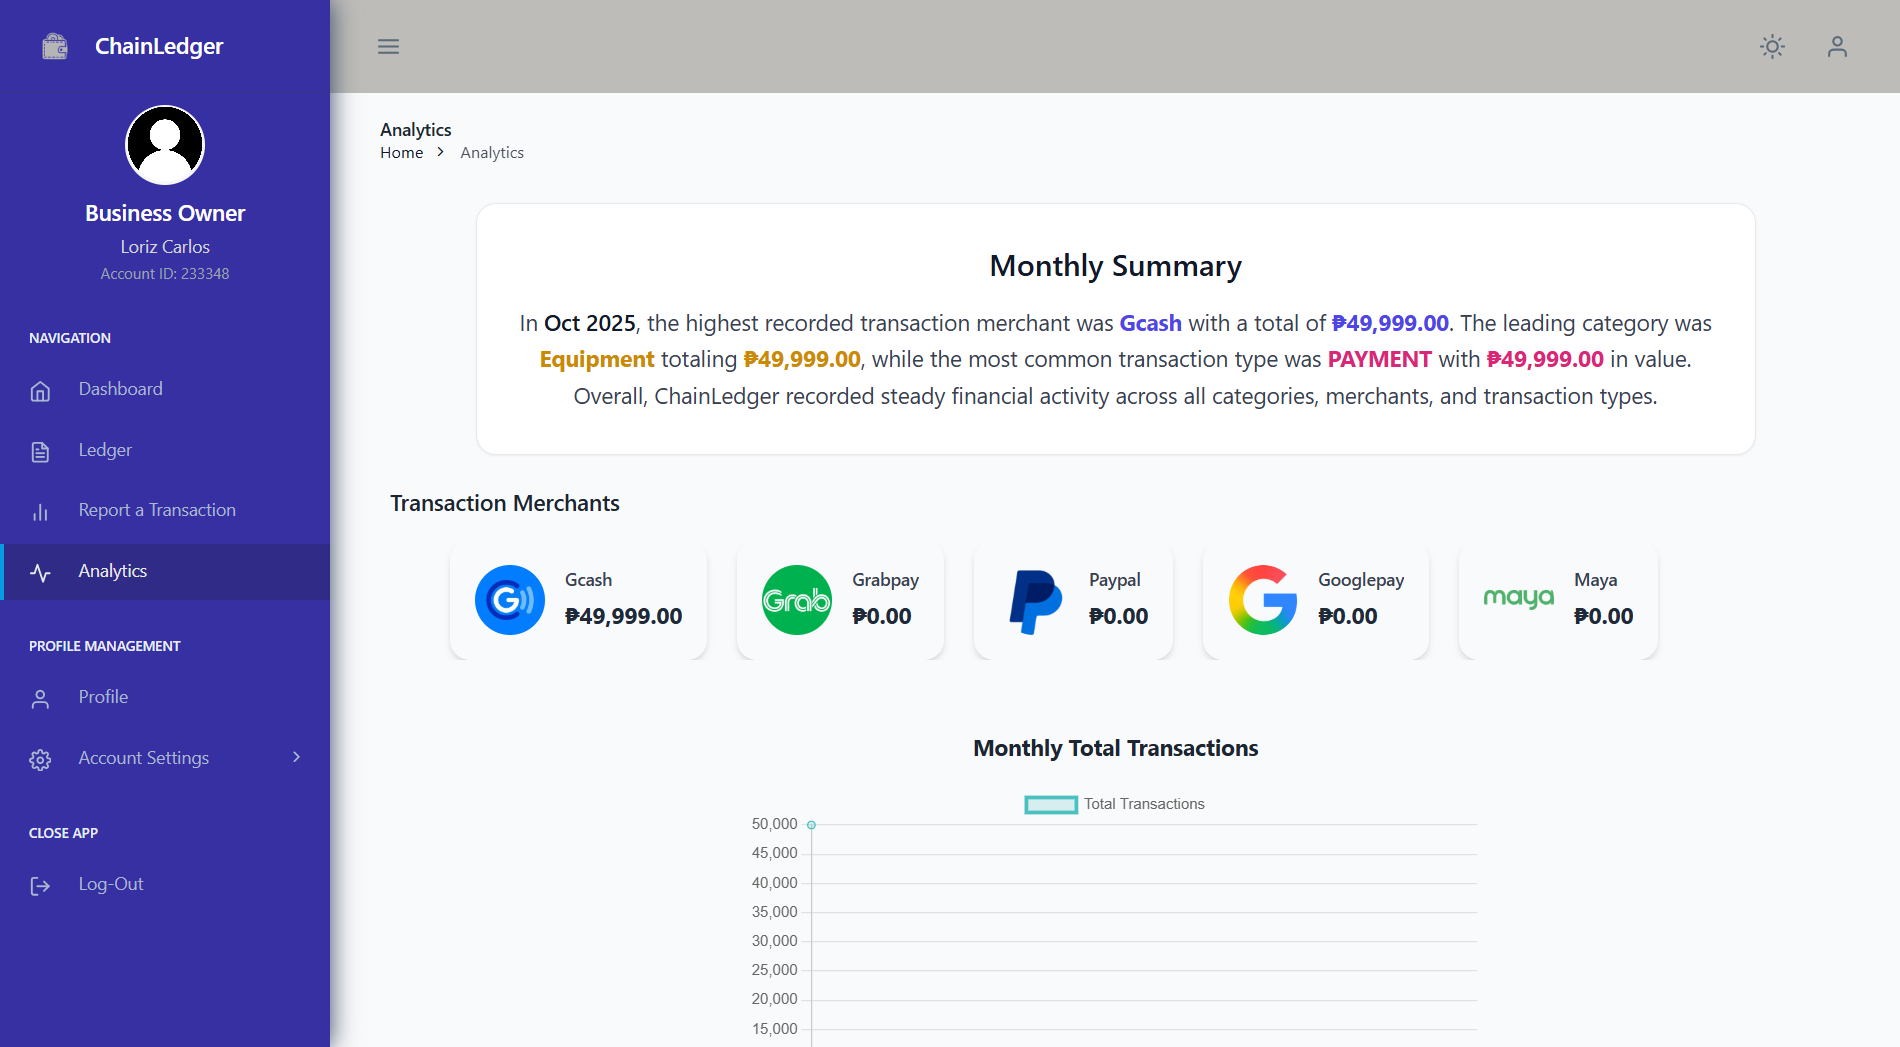 ChainLedger
Business Owner
Loriz Carlos
Account ID: 233348
NAVIGATION
Dashboard
Ledger
Report a Transaction
Analytics
PROFILE MANAGEMENT
Profile
Account Settings
CLOSE APP
Log-Out
Analytics
Home > Analytics
Monthly Summary
In Oct 2025, the highest recorded transaction merchant was Gcash with a total of ₱49,999.00. The leading category was
Equipment totaling ₱49,999.00, while the most common transaction type was PAYMENT with ₱49,999.00 in value.
Overall, ChainLedger recorded steady financial activity across all categories, merchants, and transaction types.
Transaction Merchants
Gcash
₱49,999.00
Grab
Grabpay
₱0.00
Paypal
₱0.00
Googlepay
₱0.00
maya
Maya
₱0.00
Monthly Total Transactions
Total Transactions
50,000
45,000
40,000
35,000
30,000
25,000
20,000
15,000